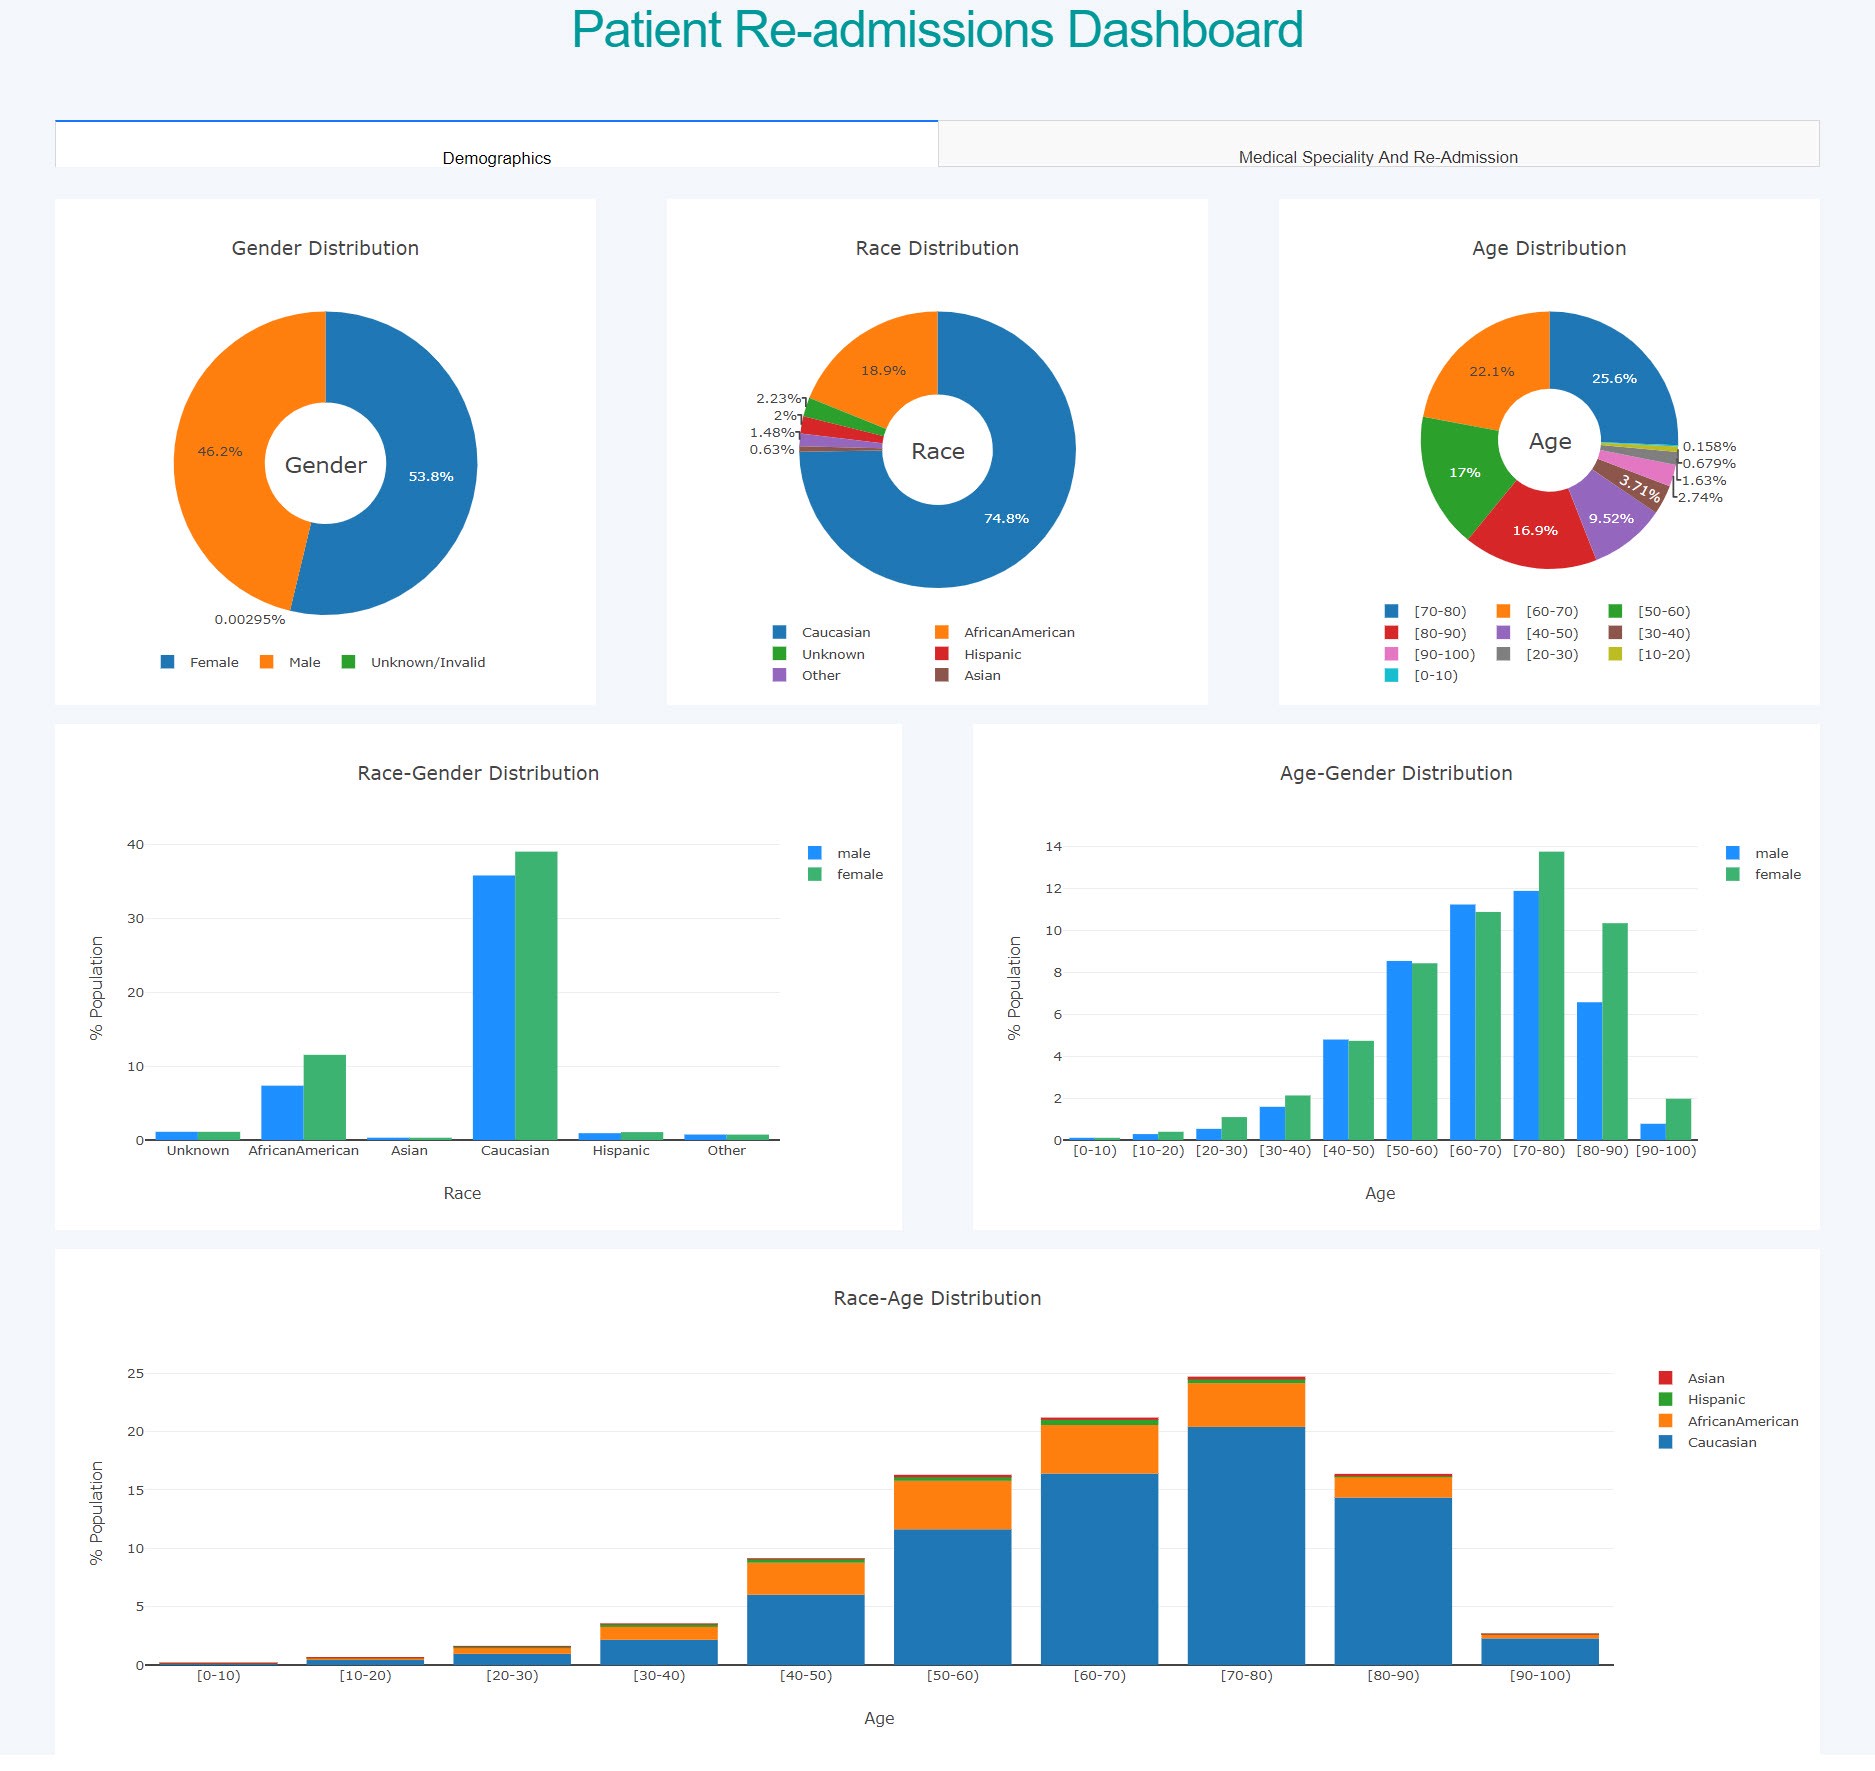 Patient Re-admissions Dashboard
Demographics
Medical Speciality And Re-Admission
Gender Distribution
46.2%
Gender
53.8%
0.00295%
Female Male Unknown/Invalid
Race Distribution
18.9%
2.23%
2%
1.48%
0.63%
Race
74.8%
Caucasian AfricanAmerican
Unknown Hispanic
Other Asian
Age Distribution
22.1%
25.6%
Age
0.158%
0.679%
1.63%
2.74%
17%
3.71%
9.52%
16.9%
[70-80) [60-70) [50-60)
[80-90) [40-50) [30-40)
[90-100) [20-30) [10-20)
[0-10)
Race-Gender Distribution
% Population
40
30
20
10
0
Unknown AfricanAmerican Asian Caucasian Hispanic Other
Race
male
female
Age-Gender Distribution
% Population
14
12
10
8
6
4
2
0
[0-10) [10-20) [20-30) [30-40) [40-50) [50-60) [60-70) [70-80) [80-90) [90-100)
Age
male
female
Race-Age Distribution
% Population
25
20
15
10
5
0
[0-10) [10-20) [20-30) [30-40) [40-50) [50-60) [60-70) [70-80) [80-90) [90-100)
Age
Asian
Hispanic
AfricanAmerican
Caucasian